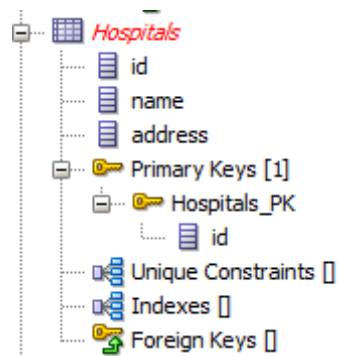 Hospitals
id
name
address
Primary Keys [1]
Hospitals_PK
id
Unique Constraints []
Indexes []
Foreign Keys []